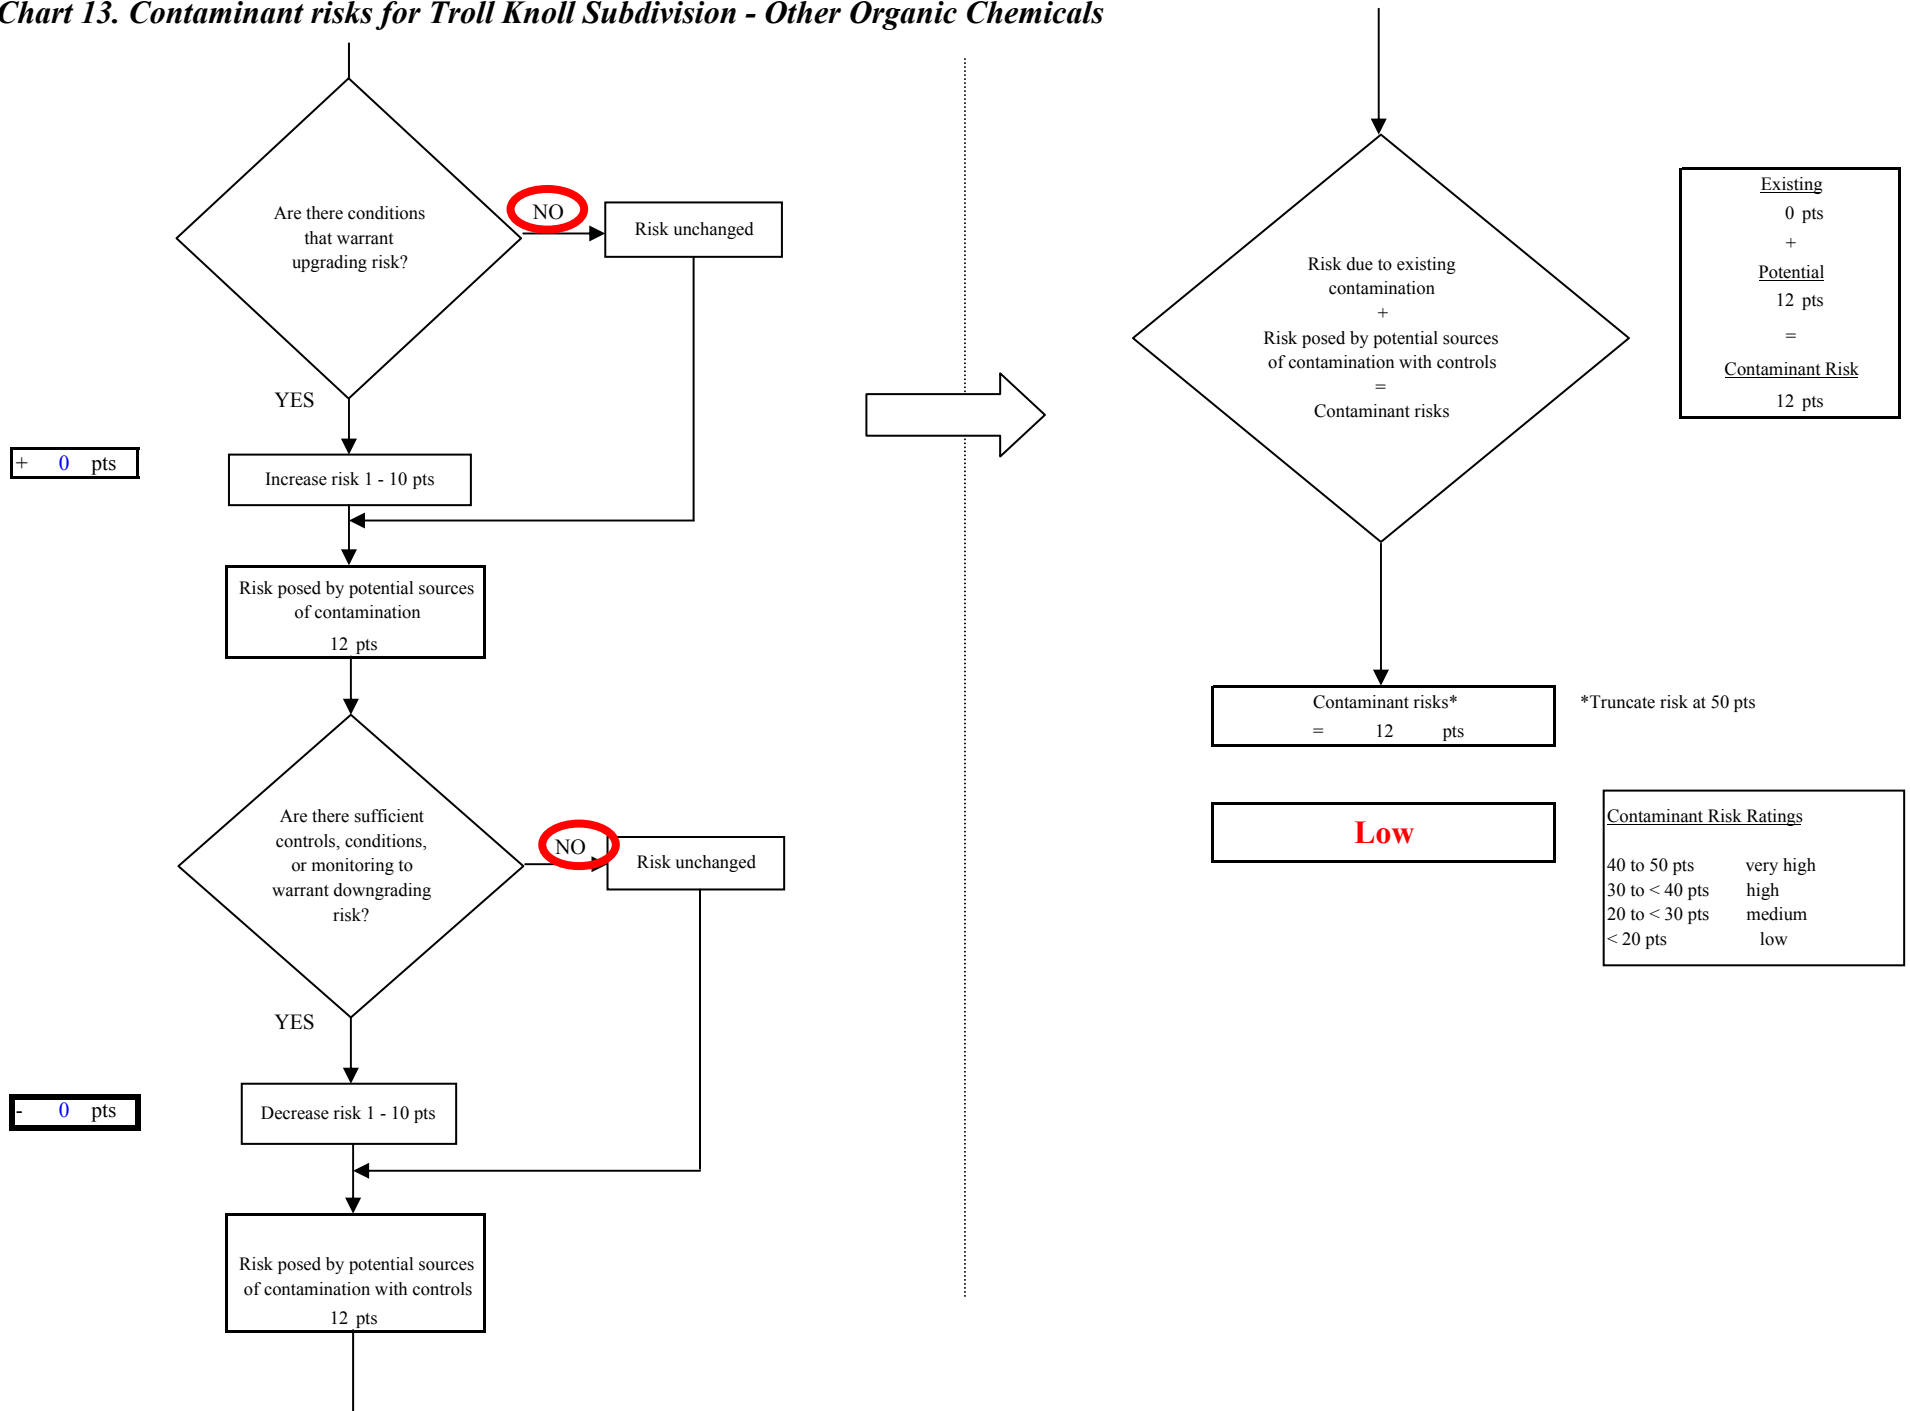 Chart 13. Contaminant risks for Troll Knoll Subdivision - Other Organic Chemicals
Are there conditions
that warrant
upgrading risk?
NO
Risk unchanged
YES
+ 0 pts
Increase risk 1 - 10 pts
Risk posed by potential sources
of contamination
12 pts
Are there sufficient
controls, conditions,
or monitoring to
warrant downgrading
risk?
NO
Risk unchanged
YES
- 0 pts
Decrease risk 1 - 10 pts
Risk posed by potential sources
of contamination with controls
12 pts
Risk due to existing
contamination
+
Risk posed by potential sources
of contamination with controls
=
Contaminant risks
Existing
0 pts
+
Potential
12 pts
=
Contaminant Risk
12 pts
Contaminant risks*
= 12 pts
*Truncate risk at 50 pts
Low
Contaminant Risk Ratings
40 to 50 pts very high
30 to < 40 pts high
20 to < 30 pts medium
< 20 pts low